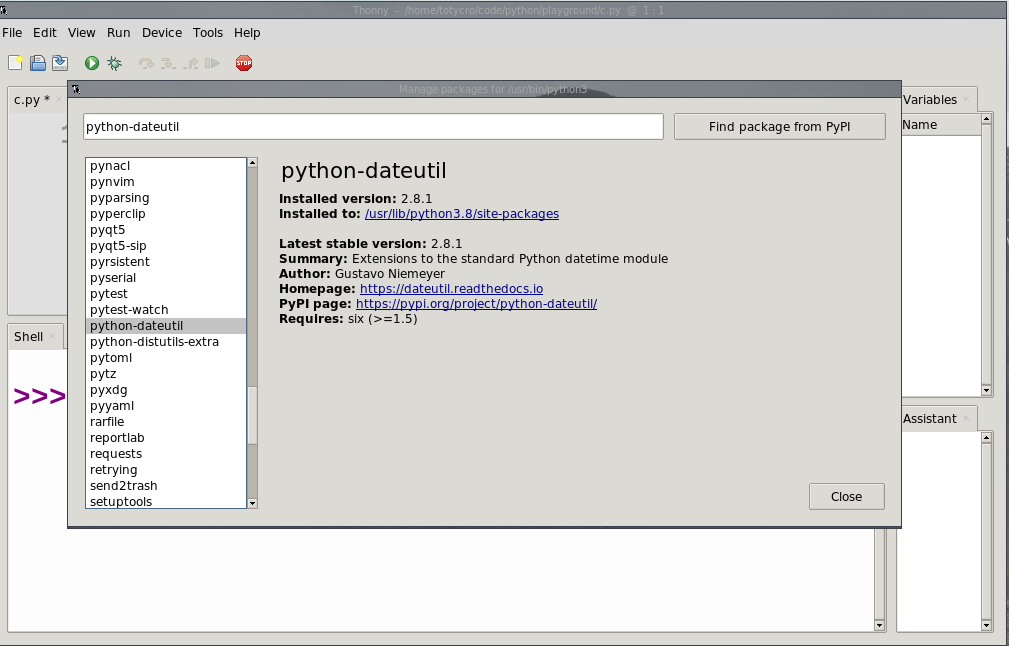 Thonny - /home/totycro/code/python/playground/c.py @ 1 : 1
File Edit View Run Device Tools Help
STOP
c.py *
Manage packages for /usr/bin/python3
Variables
Name
python-dateutil
Find package from PyPI
pynacl
pynvim
pyparsing
pyperclip
pyqt5
pyqt5-sip
pyrsistent
pyserial
pytest
pytest-watch
python-dateutil
python-distutils-extra
pytoml
pytz
pyxdg
pyyaml
rarfile
reportlab
requests
retrying
send2trash
setuptools
python-dateutil
Installed version: 2.8.1
Installed to: /usr/lib/python3.8/site-packages
Latest stable version: 2.8.1
Summary: Extensions to the standard Python datetime module
Author: Gustavo Niemeyer
Homepage: https://dateutil.readthedocs.io
PyPI page: https://pypi.org/project/python-dateutil/
Requires: six (>=1.5)
Close
Shell
>>>
Assistant